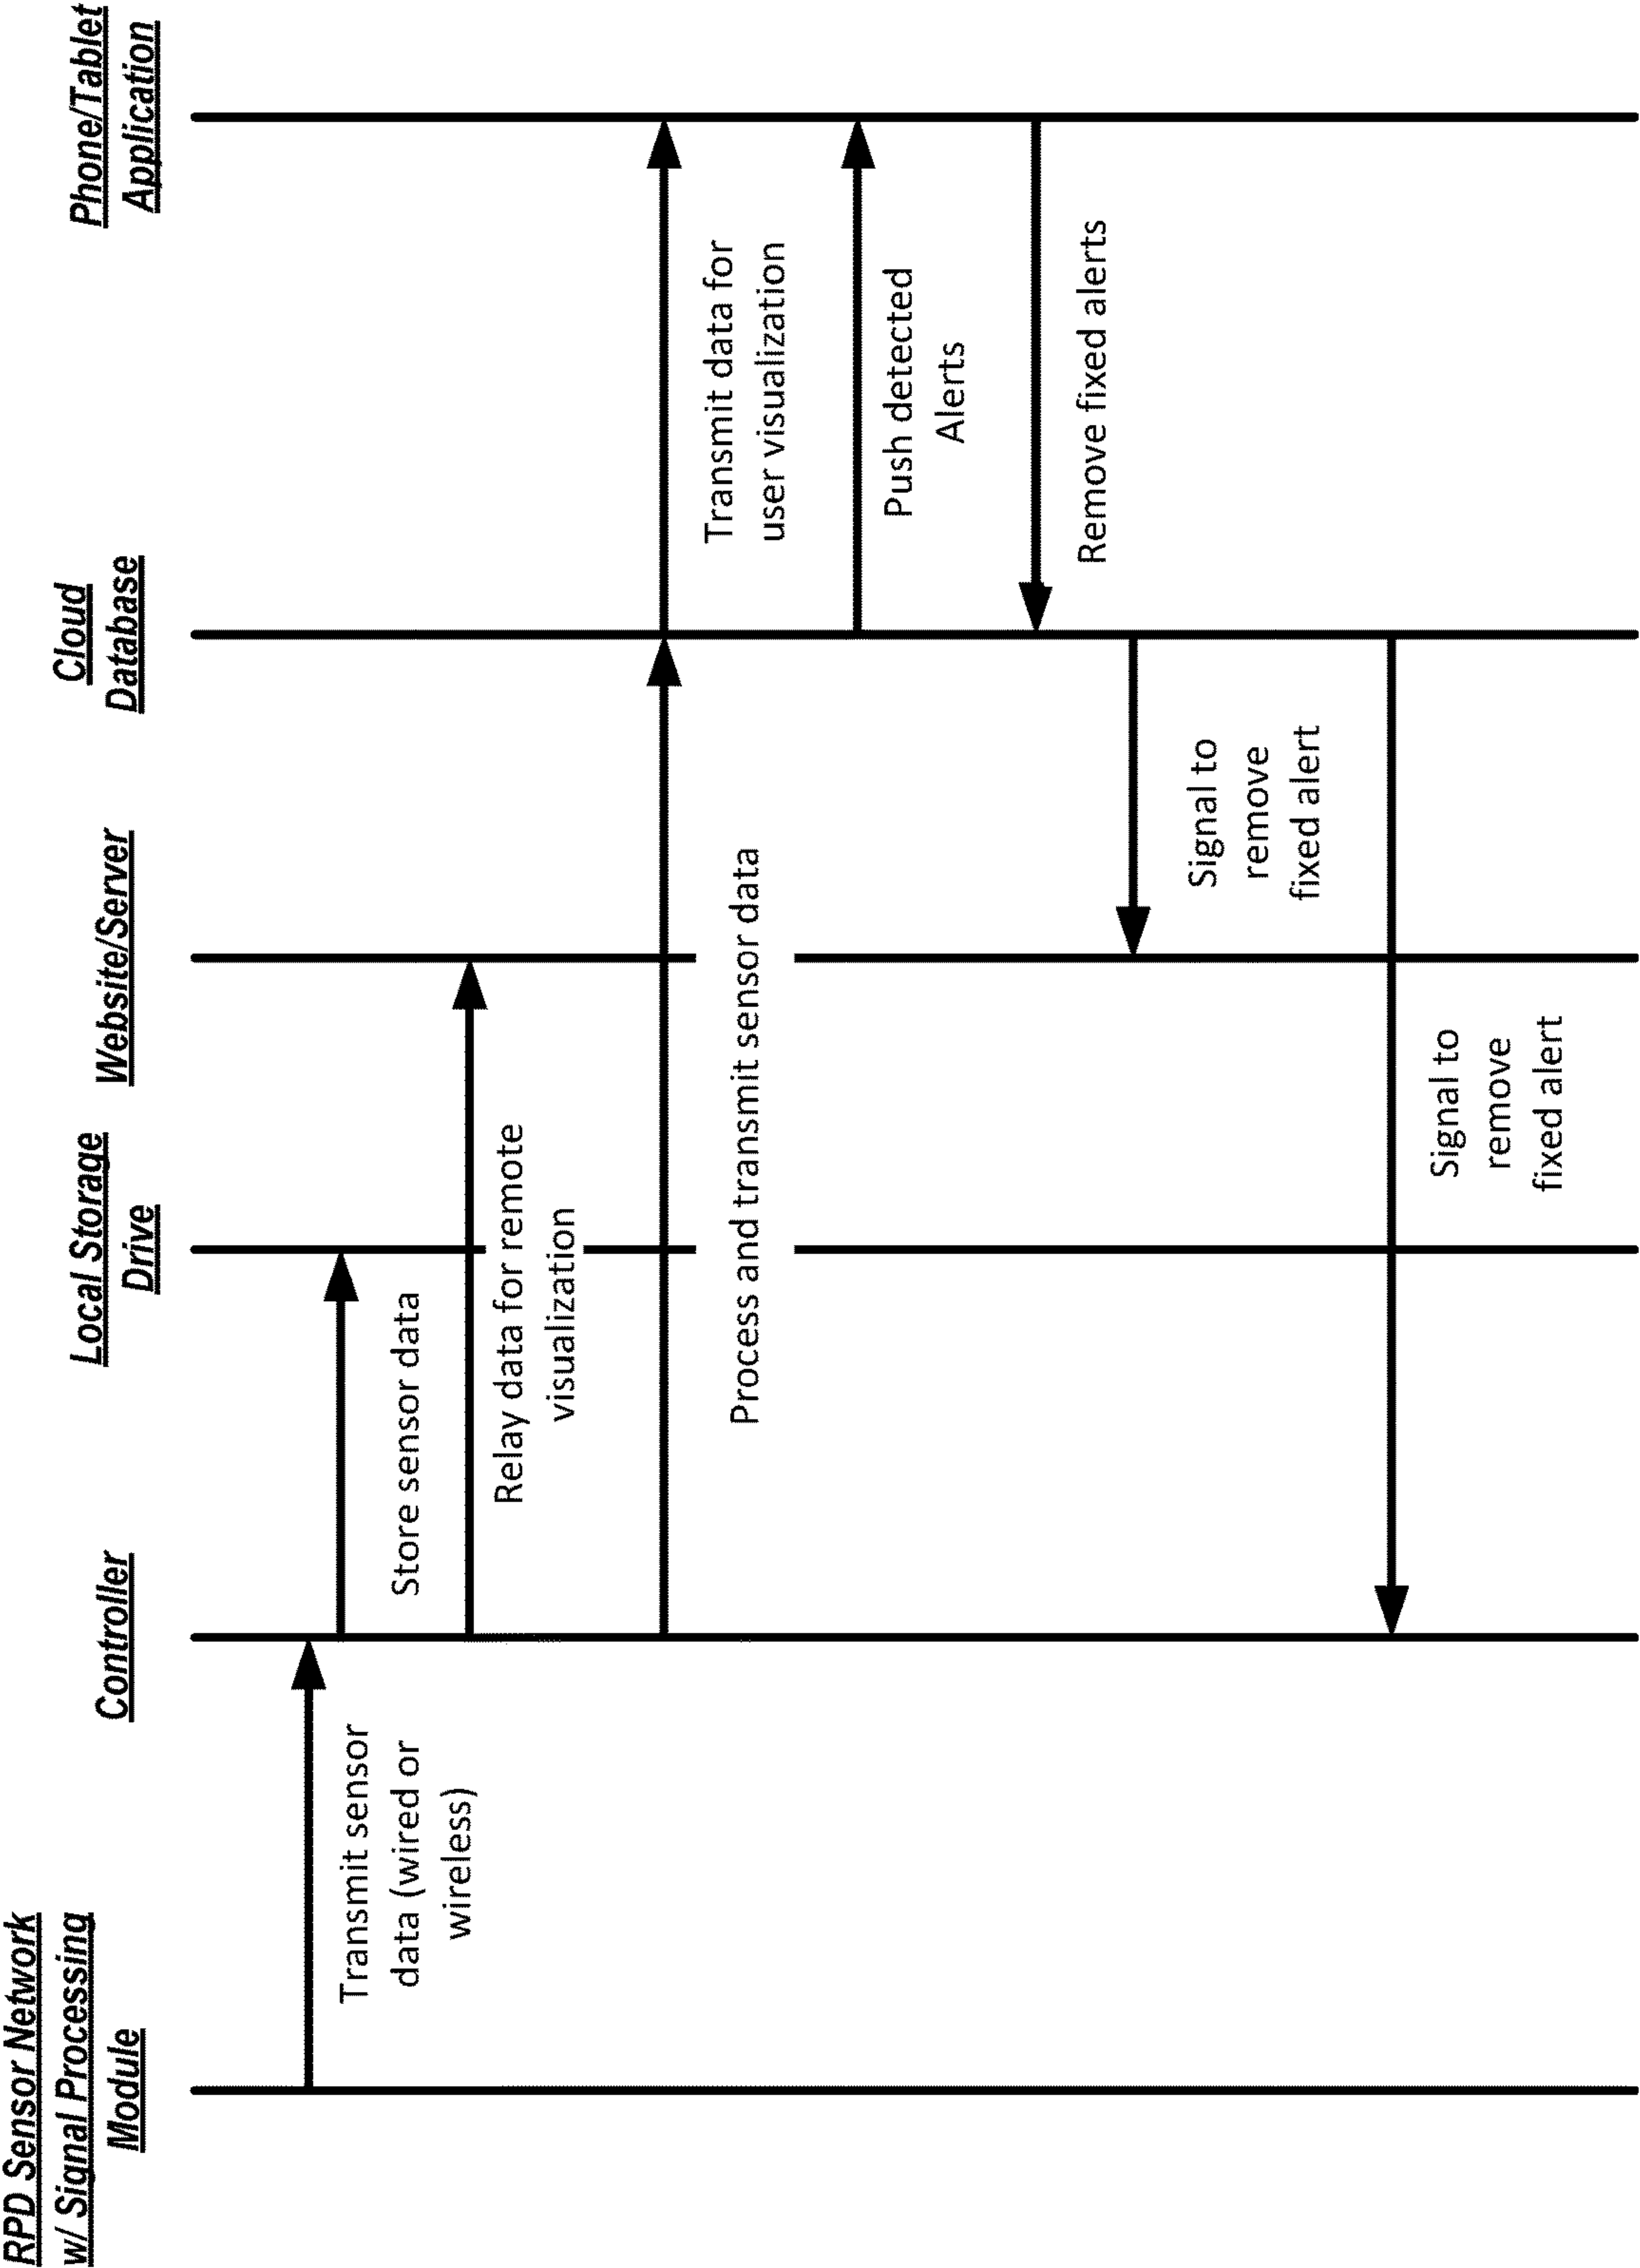 RPD Sensor Network
w/ Signal Processing
Module
Controller
Local Storage
Drive
Website/Server
Cloud
Database
Phone/Tablet
Application
Transmit sensor
data (wired or
wireless)
Store sensor data
Relay data for remote
visualization
Process and transmit sensor data
Transmit data for
user visualization
Push detected
Alerts
Remove fixed alerts
Signal to
remove
fixed alert
Signal to
remove
fixed alert